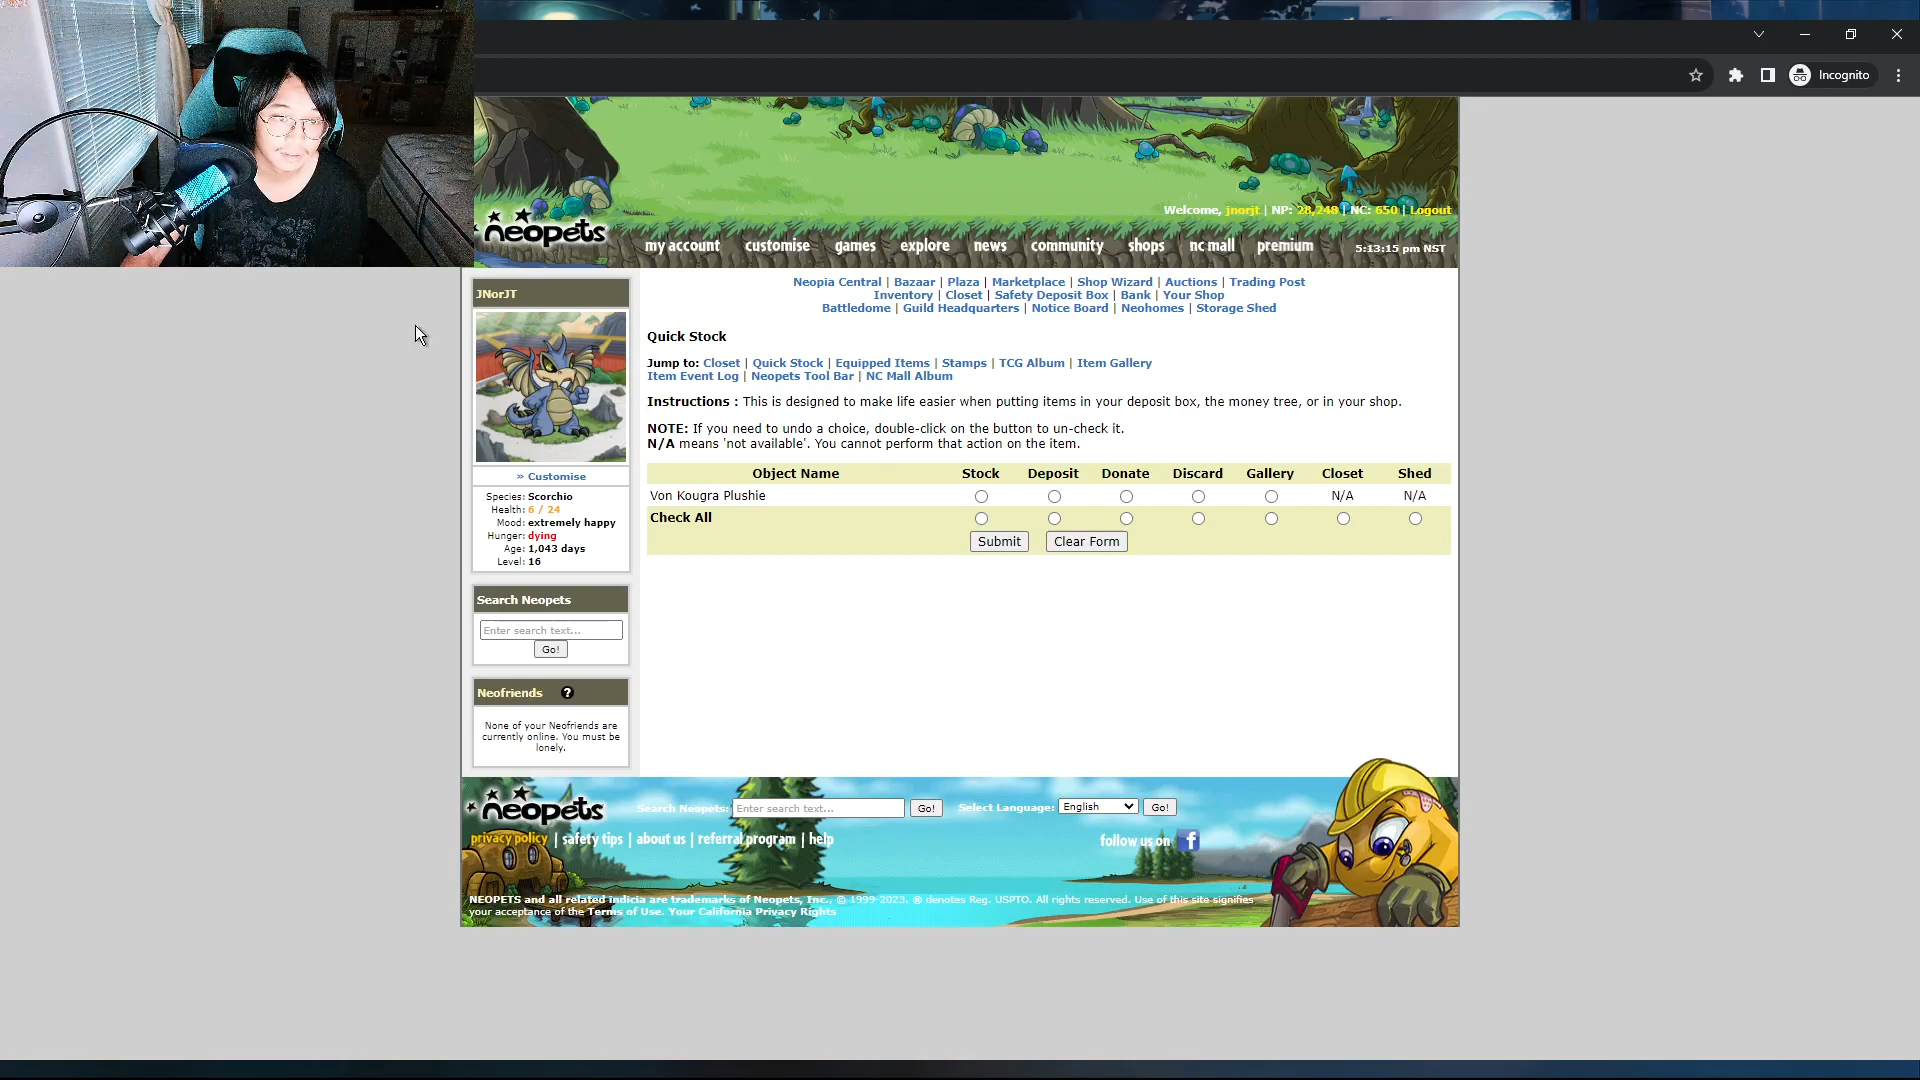 Incognito
Welcome, jnorjt | NP: 28,248 | NC: 650 | Logout
neopets
my account customise games explore news community shops nc mall premium 5:13:15 pm NST
JNorJT
» Customise
Species: Scorchio
Health: 6 / 24
Mood: extremely happy
Hunger: dying
Age: 1,043 days
Level: 16
Search Neopets
Enter search text...
Go!
Neofriends ?
None of your Neofriends are
currently online. You must be
lonely.
Neopia Central | Bazaar | Plaza | Marketplace | Shop Wizard | Auctions | Trading Post
Inventory | Closet | Safety Deposit Box | Bank | Your Shop
Battledome | Guild Headquarters | Notice Board | Neohomes | Storage Shed
Quick Stock
Jump to: Closet | Quick Stock | Equipped Items | Stamps | TCG Album | Item Gallery
Item Event Log | Neopets Tool Bar | NC Mall Album
Instructions : This is designed to make life easier when putting items in your deposit box, the money tree, or in your shop.
NOTE: If you need to undo a choice, double-click on the button to un-check it.
N/A means 'not available'. You cannot perform that action on the item.
Object Name Stock Deposit Donate Discard Gallery Closet Shed
Von Kougra Plushie N/A N/A
Check All
Submit Clear Form
neopets
Search Neopets: Enter search text... Go! Select Language: English Go!
privacy policy | safety tips | about us | referral program | help
follow us on f
NEOPETS and all related indicia are trademarks of Neopets, Inc., © 1999-2023. ® denotes Reg. USPTO. All rights reserved. Use of this site signifies
your acceptance of the Terms of Use. Your California Privacy Rights